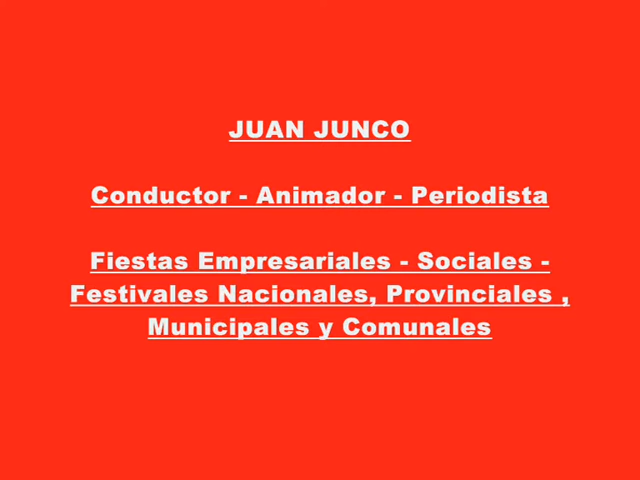 JUAN JUNCO
Conductor - Animador - Periodista
Fiestas Empresariales - Sociales -
Festivales Nacionales, Provinciales ,
Municipales y Comunales